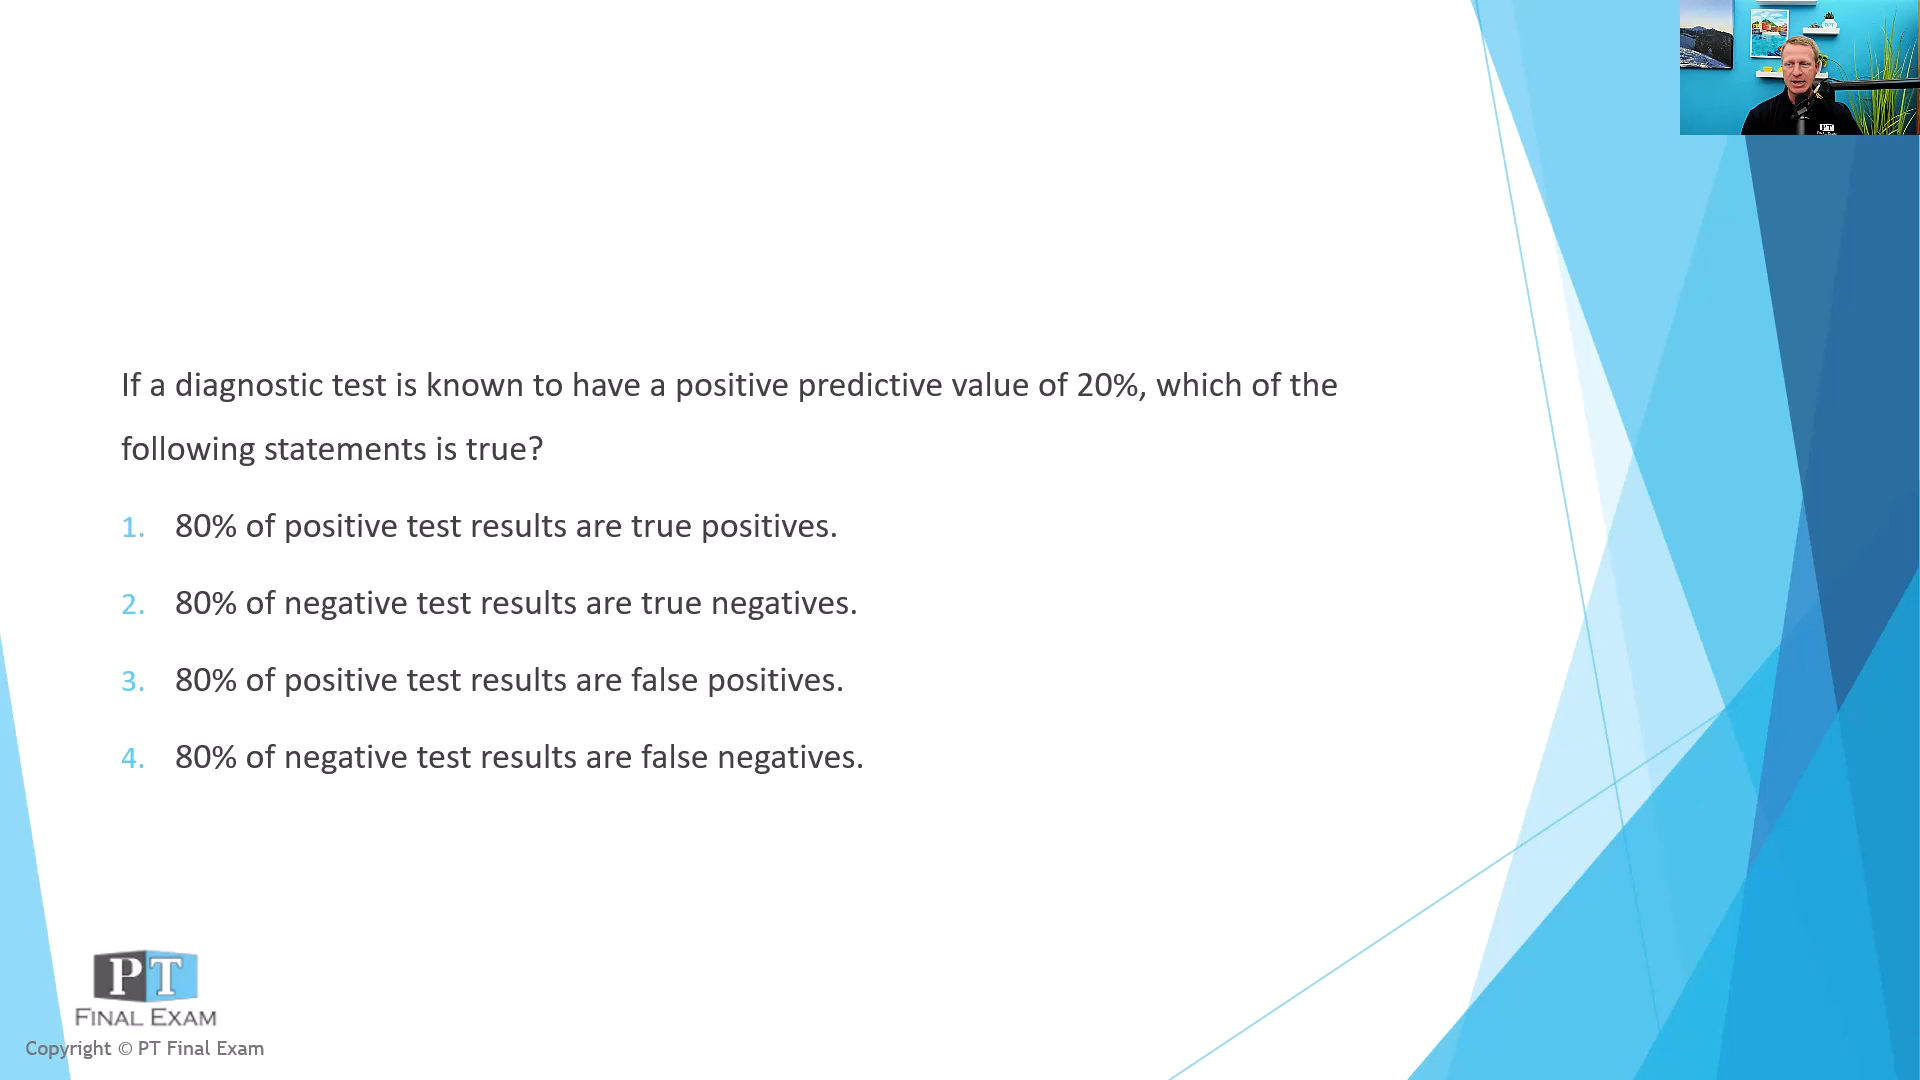 If a diagnostic test is known to have a positive predictive value of 20%, which of the
following statements is true?
1. 80% of positive test results are true positives.
2. 80% of negative test results are true negatives.
3. 80% of positive test results are false positives.
4. 80% of negative test results are false negatives.
PT
FINAL EXAM
Copyright © PT Final Exam
PT